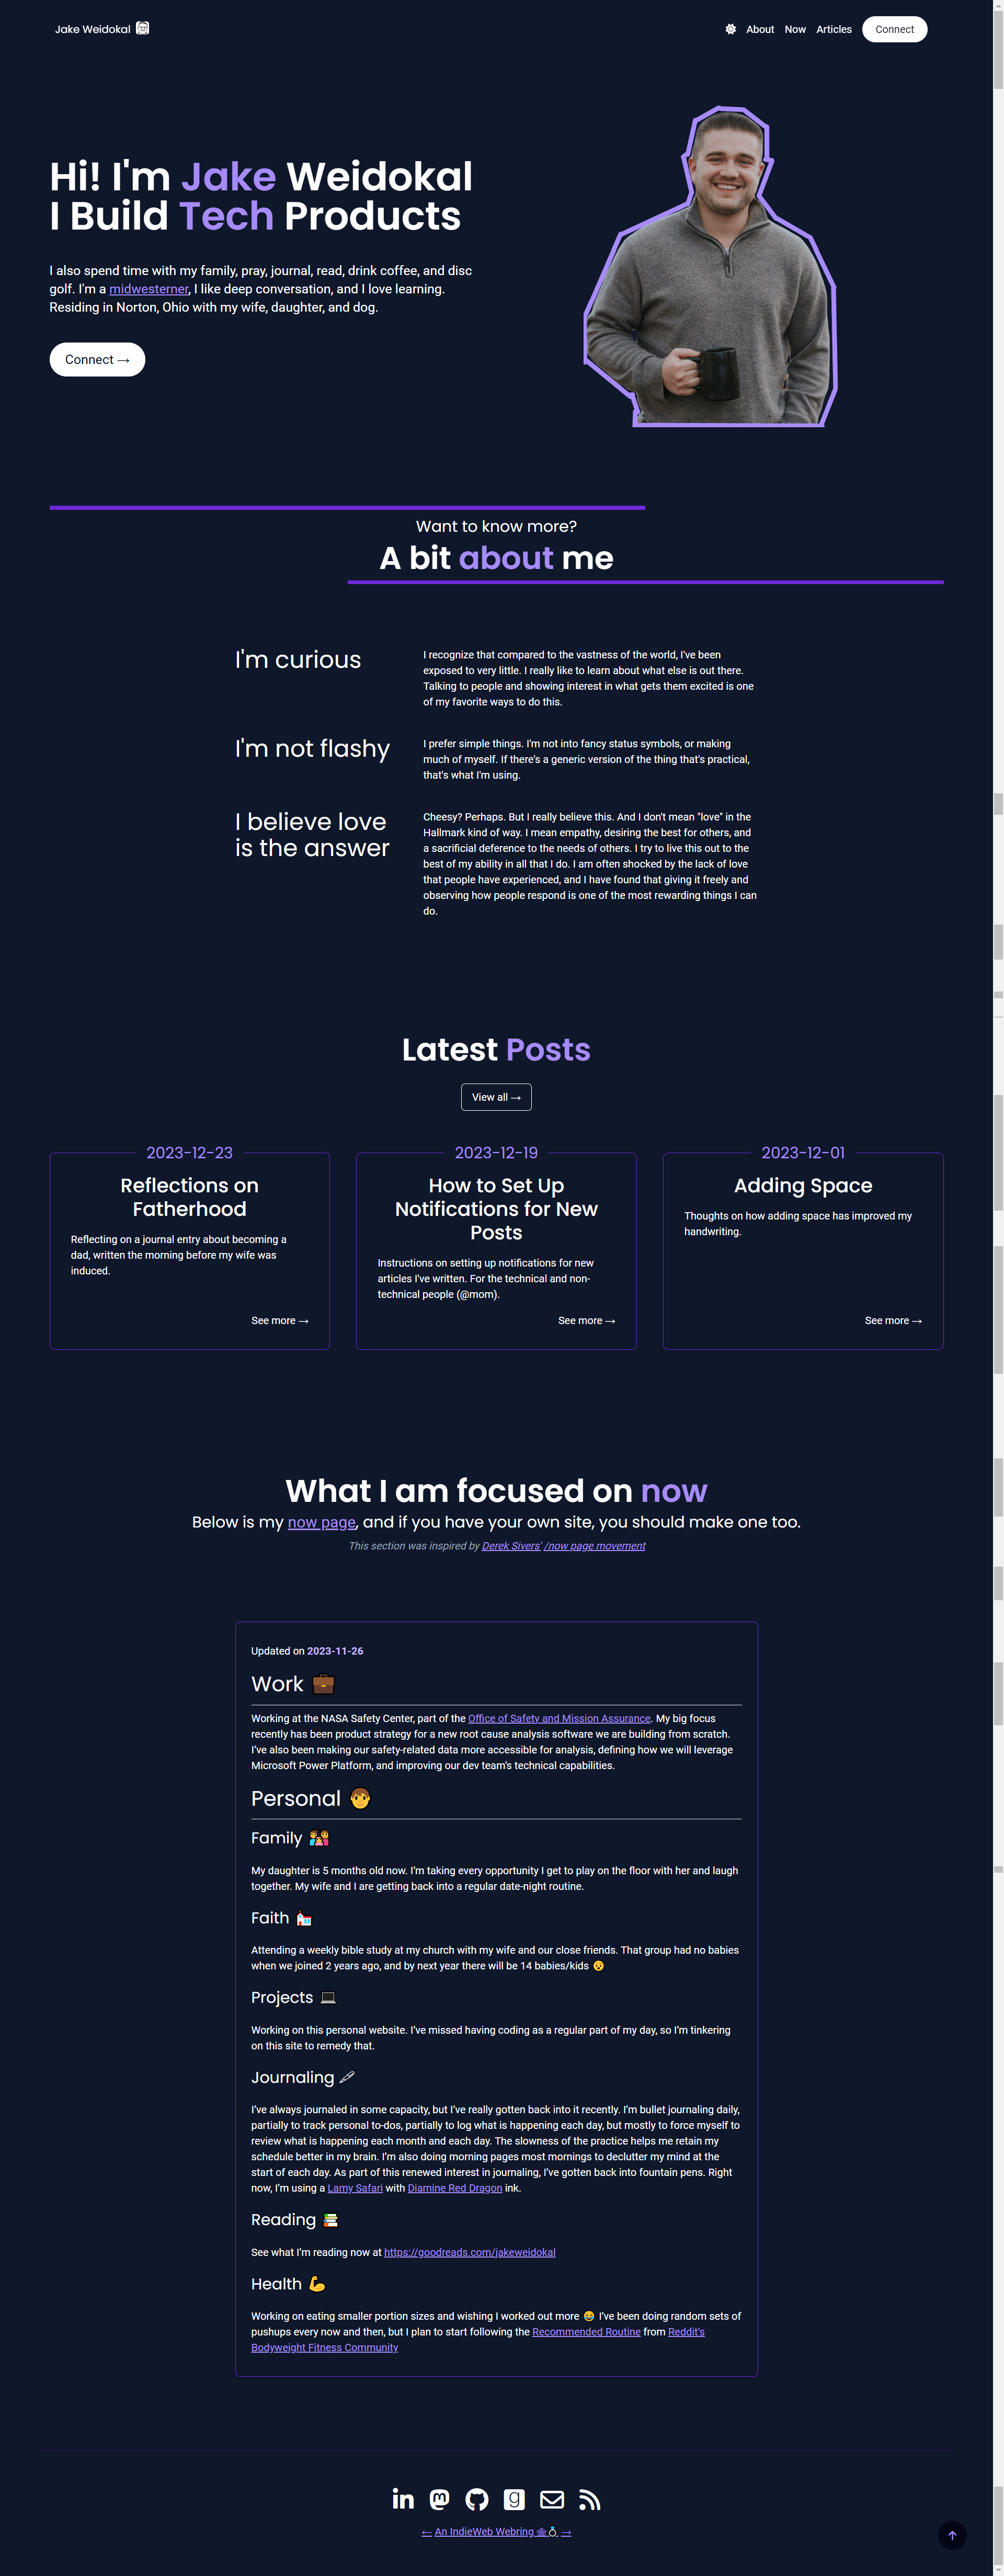 Jake Weidokal
About Now Articles Connect
Hi! I'm Jake Weidokal
I Build Tech Products
I also spend time with my family, pray, journal, read, drink coffee, and disc
golf. I'm a midwesterner, I like deep conversation, and I love learning.
Residing in Norton, Ohio with my wife, daughter, and dog.
Connect →
Want to know more?
A bit about me
I'm curious
I recognize that compared to the vastness of the world, I've been
exposed to very little. I really like to learn about what else is out there.
Talking to people and showing interest in what gets them excited is one
of my favorite ways to do this.
I'm not flashy
I prefer simple things. I'm not into fancy status symbols, or making
much of myself. If there's a generic version of the thing that's practical,
that's what I'm using.
I believe love
is the answer
Cheesy? Perhaps. But I really believe this. And I don't mean "love" in the
Hallmark kind of way. I mean empathy, desiring the best for others, and
a sacrificial deference to the needs of others. I try to live this out to the
best of my ability in all that I do. I am often shocked by the lack of love
that people have experienced, and I have found that giving it freely and
observing how people respond is one of the most rewarding things I can
do.
Latest Posts
View all →
2023-12-23
Reflections on
Fatherhood
Reflecting on a journal entry about becoming a
dad, written the morning before my wife was
induced.
See more →
2023-12-19
How to Set Up
Notifications for New
Posts
Instructions on setting up notifications for new
articles I've written. For the technical and non-
technical people (@mom).
See more →
2023-12-01
Adding Space
Thoughts on how adding space has improved my
handwriting.
See more →
What I am focused on now
Below is my now page, and if you have your own site, you should make one too.
This section was inspired by Derek Sivers' /now page movement
Updated on 2023-11-26
Work 💼
Working at the NASA Safety Center, part of the Office of Safety and Mission Assurance. My big focus
recently has been product strategy for a new root cause analysis software we are building from scratch.
I've also been making our safety-related data more accessible for analysis, defining how we will leverage
Microsoft Power Platform, and improving our dev team's technical capabilities.
Personal
Family
My daughter is 5 months old now. I'm taking every opportunity I get to play on the floor with her and laugh
together. My wife and I are getting back into a regular date-night routine.
Faith
Attending a weekly bible study at my church with my wife and our close friends. That group had no babies
when we joined 2 years ago, and by next year there will be 14 babies/kids 😯
Projects 💻
Working on this personal website. I've missed having coding as a regular part of my day, so I'm tinkering
on this site to remedy that.
Journaling
I've always journaled in some capacity, but I've really gotten back into it recently. I'm bullet journaling daily,
partially to track personal to-dos, partially to log what is happening each day, but mostly to force myself to
review what is happening each month and each day. The slowness of the practice helps me retain my
schedule better in my brain. I'm also doing morning pages most mornings to declutter my mind at the
start of each day. As part of this renewed interest in journaling, I've gotten back into fountain pens. Right
now, I'm using a Lamy Safari with Diamine Red Dragon ink.
Reading 📚
See what I'm reading now at https://goodreads.com/jakeweidokal
Health 💪
Working on eating smaller portion sizes and wishing I worked out more 😅 I've been doing random sets of
pushups every now and then, but I plan to start following the Recommended Routine from Reddit's
Bodyweight Fitness Community
← An IndieWeb Webring 🕸💍 →